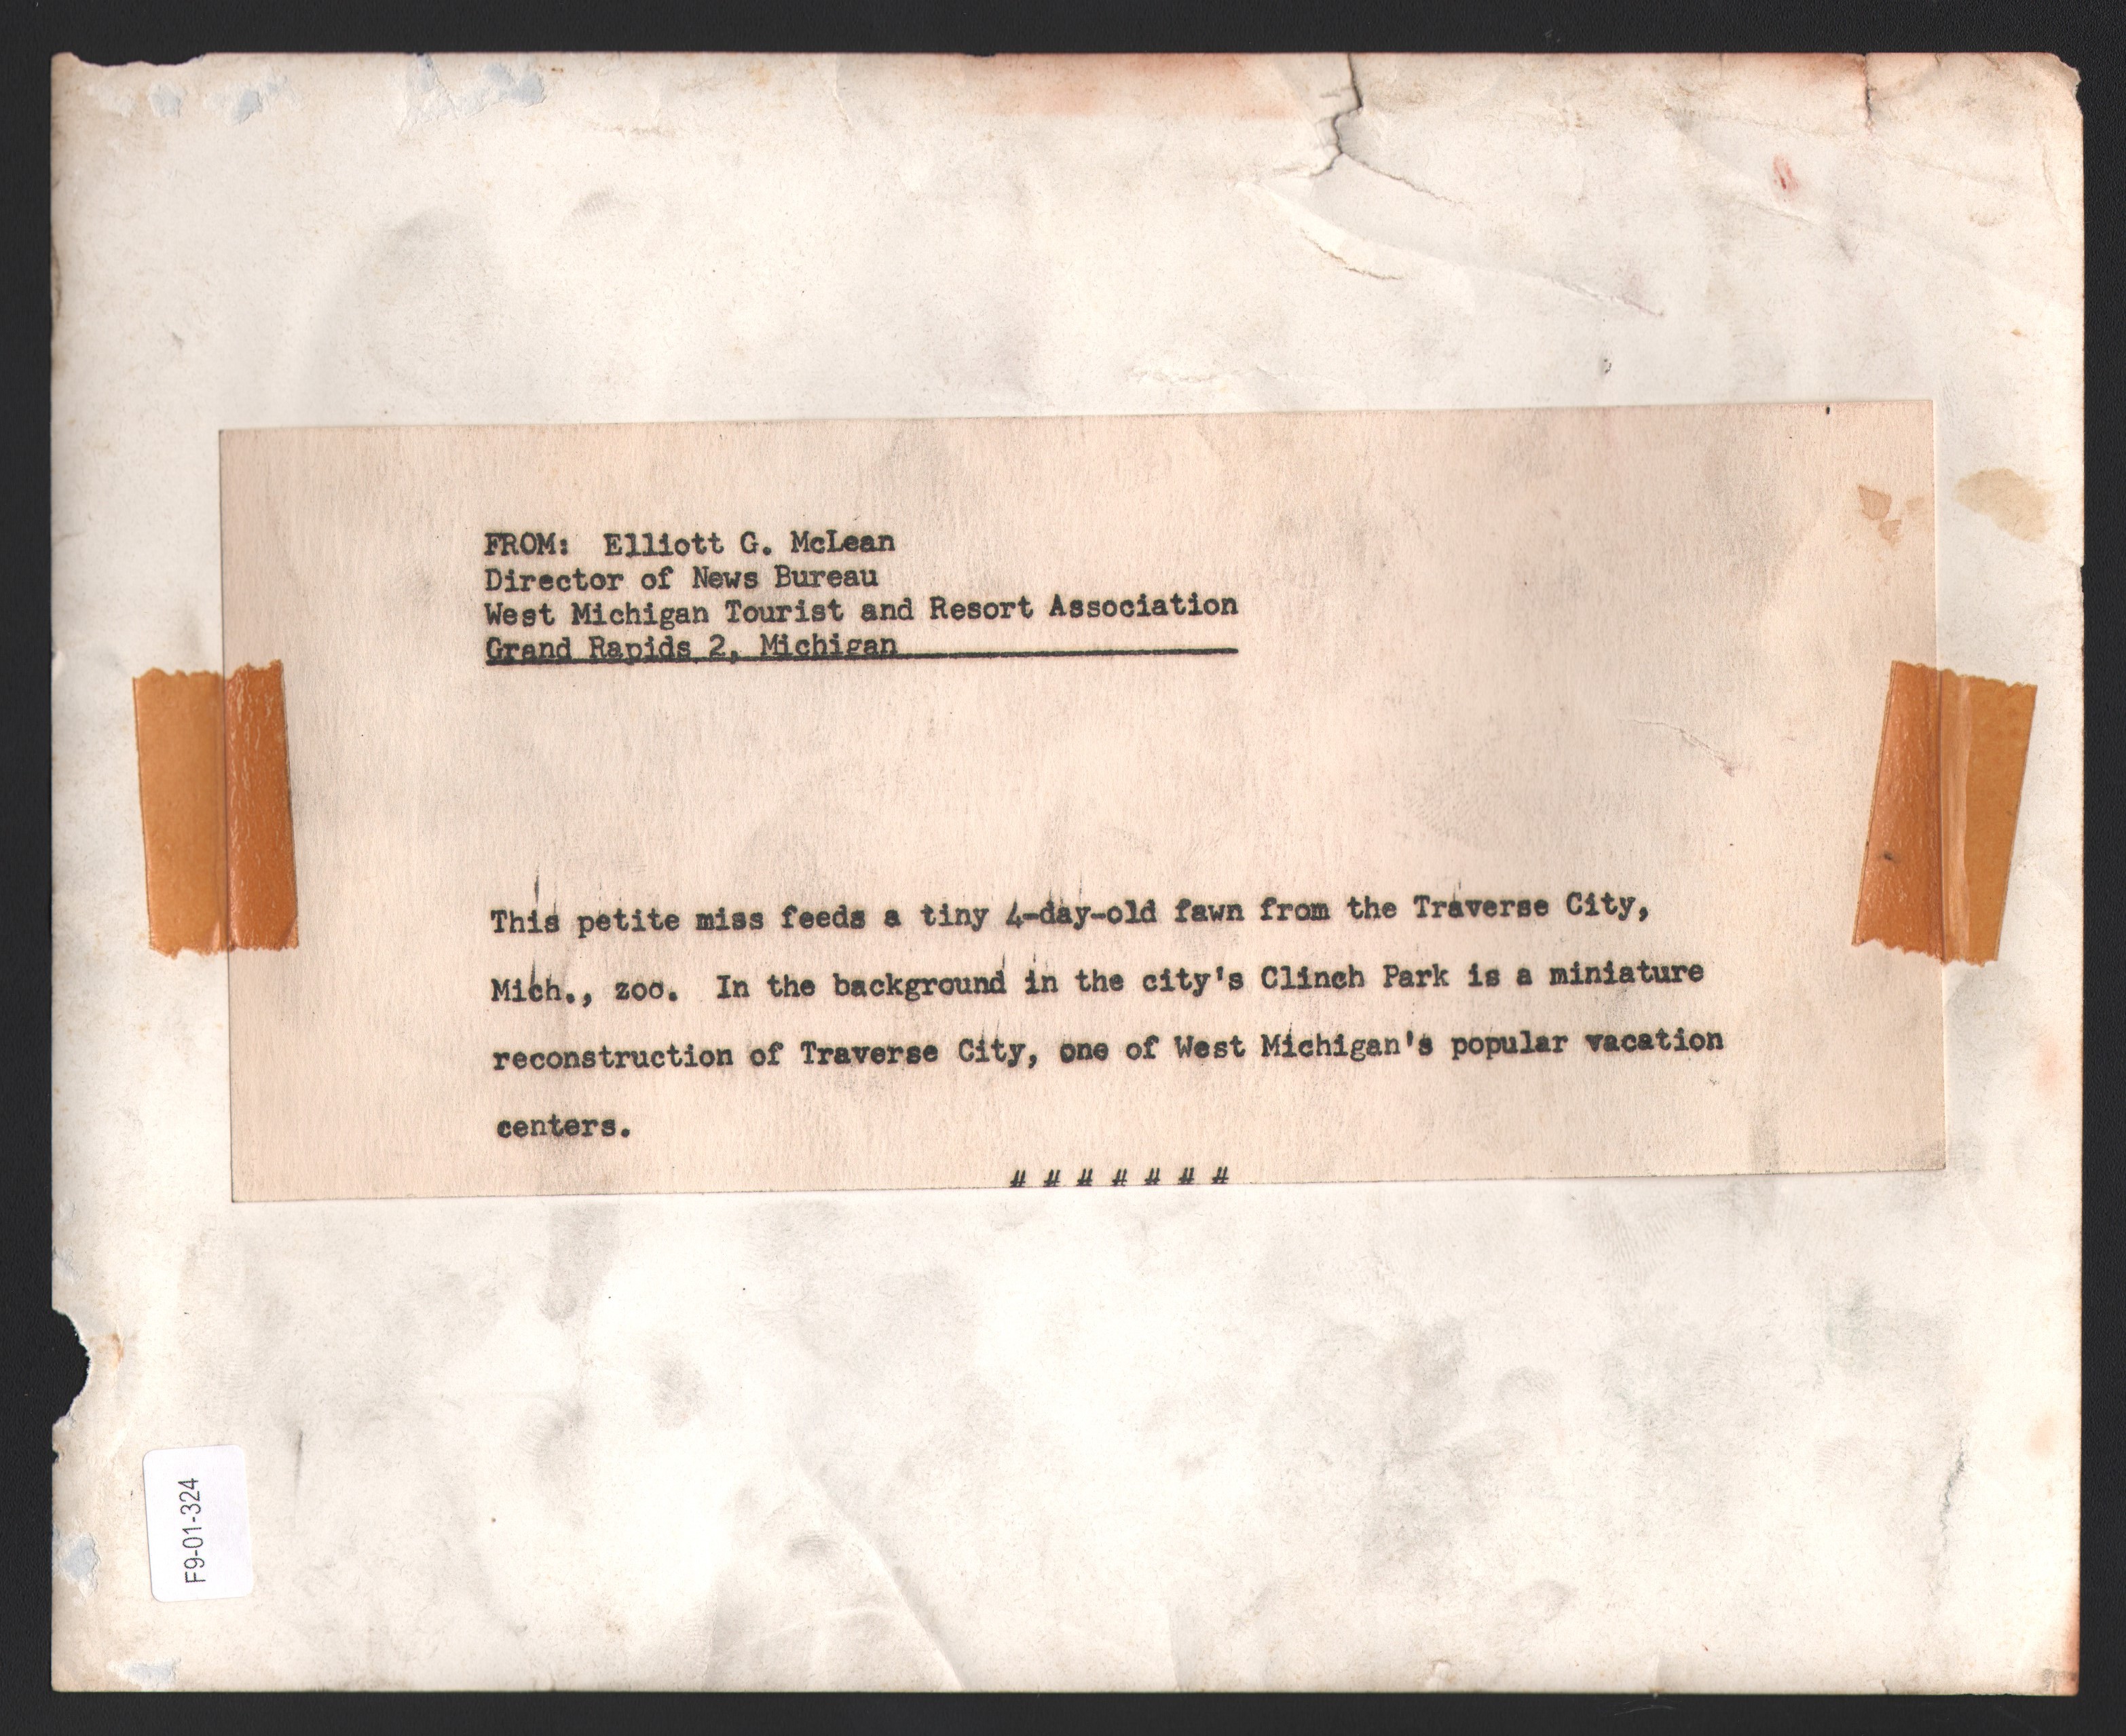 FROM:  Elliott G. McLean
Director of News Bureau
West Michigan Tourist and Resort Association
Grand Rapids 2, Michigan
This petite miss feeds a tiny 4-day-old fawn from the Traverse City,
Mich., zoo.  In the background in the city's Clinch Park is a miniature
reconstruction of Traverse City, one of West Michigan's popular vacation
centers.
# # # # # # #
F9-01-324